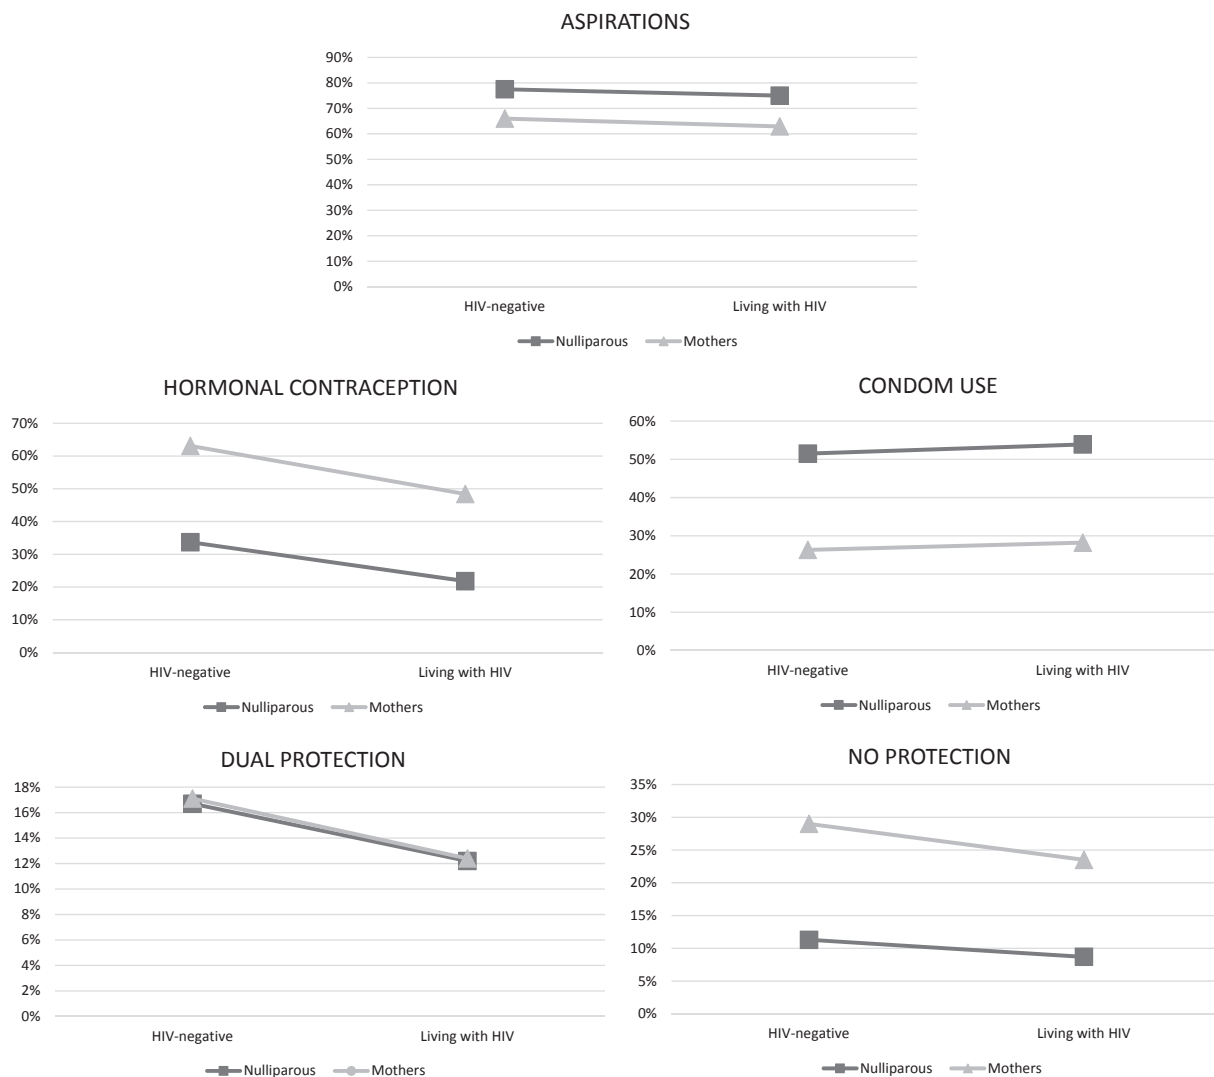 ASPIRATIONS
90%
80%
70%
60%
50%
40%
30%
20%
10%
0%
HIV-negative Living with HIV
Nulliparous Mothers
HORMONAL CONTRACEPTION
70%
60%
50%
40%
30%
20%
10%
0%
HIV-negative Living with HIV
Nulliparous Mothers
CONDOM USE
60%
50%
40%
30%
20%
10%
0%
HIV-negative Living with HIV
Nulliparous Mothers
DUAL PROTECTION
18%
16%
14%
12%
10%
8%
6%
4%
2%
0%
HIV-negative Living with HIV
Nulliparous Mothers
NO PROTECTION
35%
30%
25%
20%
15%
10%
5%
0%
HIV-negative Living with HIV
Nulliparous Mothers